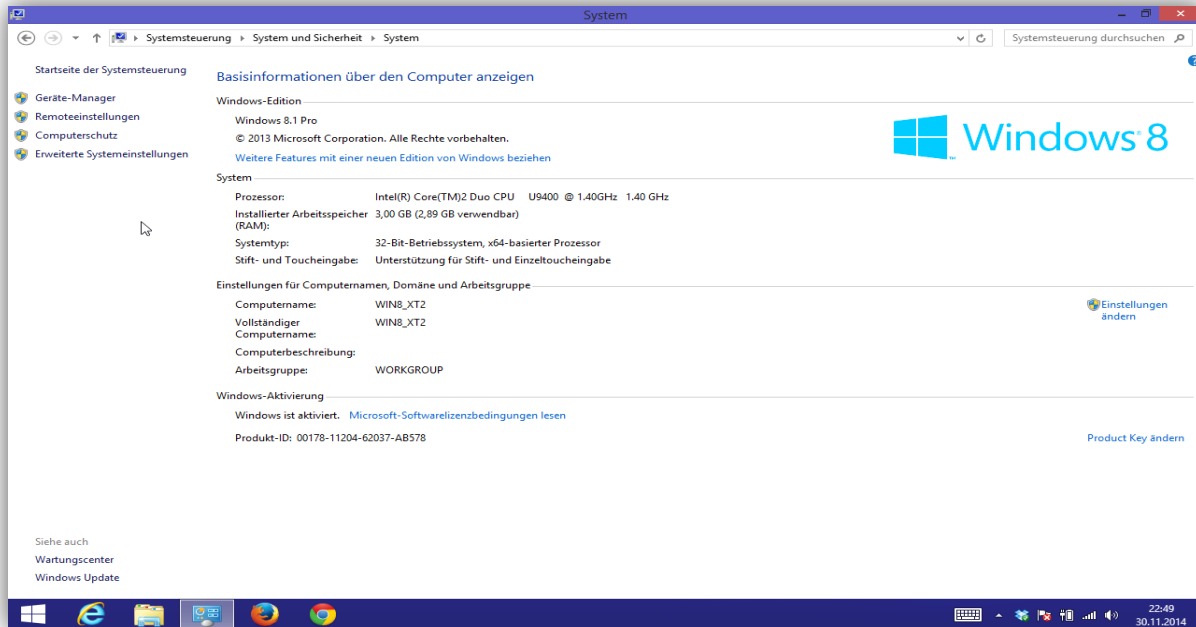 System
Systemsteuerung System und Sicherheit System
Systemsteuerung durchsuchen
Startseite der Systemsteuerung
Geräte-Manager
Remoteeinstellungen
Computerschutz
Erweiterte Systemeinstellungen
Basisinformationen über den Computer anzeigen
Windows-Edition
Windows 8.1 Pro
© 2013 Microsoft Corporation. Alle Rechte vorbehalten.
Weitere Features mit einer neuen Edition von Windows beziehen
Windows 8
System
Prozessor: Intel(R) Core(TM)2 Duo CPU U9400 @ 1.40GHz 1.40 GHz
Installierter Arbeitsspeicher 3,00 GB (2,89 GB verwendbar)
(RAM):
Systemtyp: 32-Bit-Betriebssystem, x64-basierter Prozessor
Stift- und Toucheingabe: Unterstützung für Stift- und Einzeltoucheingabe
Einstellungen für Computernamen, Domäne und Arbeitsgruppe
Computername: WIN8_XT2
Vollständiger WIN8_XT2
Computername:
Computerbeschreibung:
Arbeitsgruppe: WORKGROUP
Einstellungen
ändern
Windows-Aktivierung
Windows ist aktiviert. Microsoft-Softwarelizenzbedingungen lesen
Produkt-ID: 00178-11204-62037-AB578
Product Key ändern
Siehe auch
Wartungscenter
Windows Update
22:49
30.11.2014